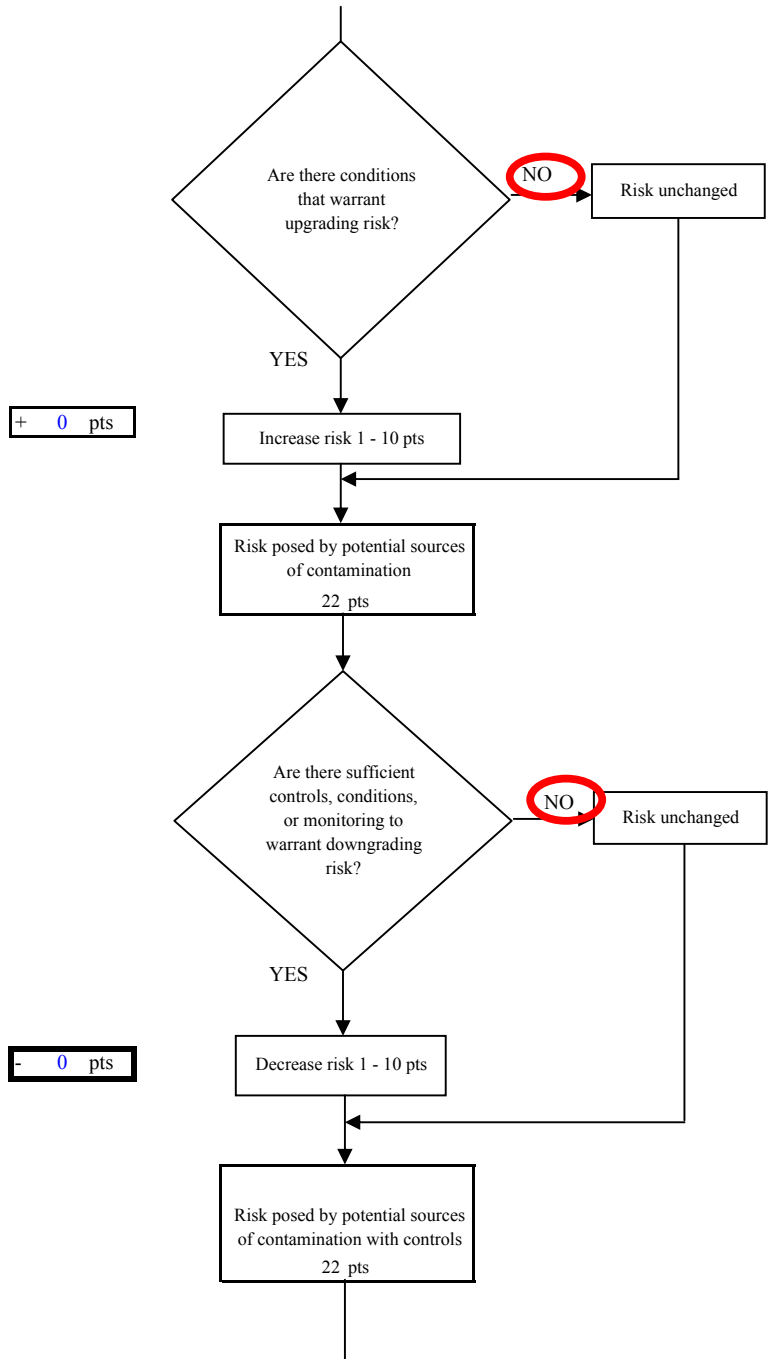 Are there conditions
that warrant
upgrading risk?
NO
Risk unchanged
YES
+ 0 pts
Increase risk 1 - 10 pts
Risk posed by potential sources
of contamination
22 pts
Are there sufficient
controls, conditions,
or monitoring to
warrant downgrading
risk?
NO
Risk unchanged
YES
- 0 pts
Decrease risk 1 - 10 pts
Risk posed by potential sources
of contamination with controls
22 pts